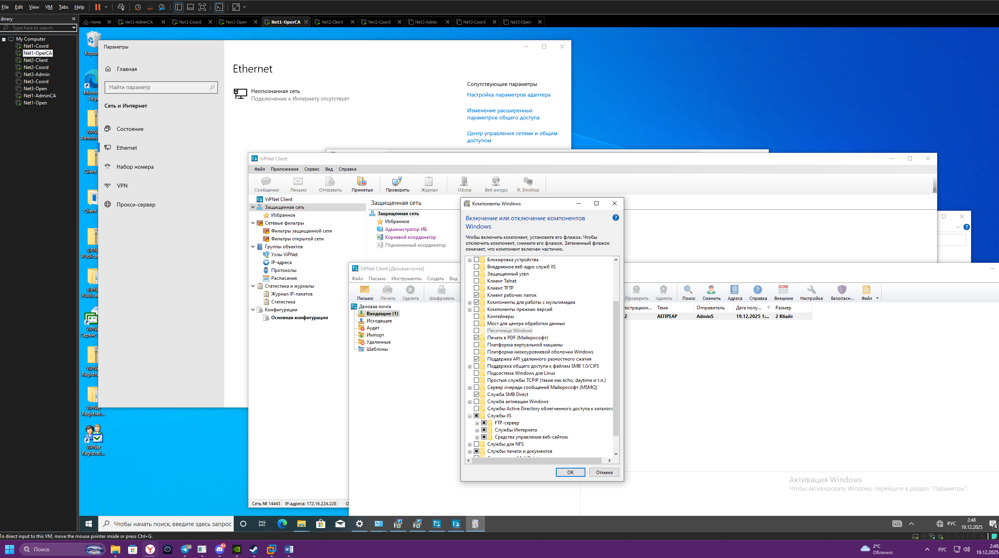 File Edit View VM Tabs Help
Library
Type here to search
My Computer
Net1-Coord
Net1-OperCA
Net2-Client
Net2-Coord
Net3-Admin
Net3-Coord
Net3-Open
Net1-AdminCA
Net1-Open
Home
Net1-AdminCA
Net1-Coord
Net1-Open
Net1-OperCA
Net2-Client
Net2-Coord
Net3-Admin
Net3-Coord
Net3-Open
Edge
Client
Client
Сервис
Registrati...
ViPNet
Registrati...
Параметры
Главная
Найти параметр
Сеть и Интернет
Состояние
Ethernet
Набор номера
VPN
Прокси-сервер
Ethernet
Неопознанная сеть
Подключение к Интернету отсутствует
Сопутствующие параметры
Настройка параметров адаптера
Изменение расширенных
параметров общего доступа
Центр управления сетями и общим
доступом
ViPNet Client
Файл Приложения Сервис Вид Справка
Сообщение Письмо Отправить Принятые Проверить Журнал Обзор Веб-ресурс R. Desktop
ViPNet Client
Защищенная сеть
Избранное
Сетевые фильтры
Фильтры защищенной сети
Фильтры открытой сети
Группы объектов
Узлы ViPNet
IP-адреса
Протоколы
Расписания
Статистика и журналы
Журнал IP-пакетов
Статистика
Конфигурации
Основная конфигурация
Защищенная сеть
Защищенная сеть
Избранное
Администратор ИБ
Корневой координатор
Подчиненный координатор
Сеть № 14443 IP-адреса: 172.16.224.228
ViPNet Client [Деловая почта]
Файл Письмо Инструменты Создать Вид
Письмо Печать Удалить Шифровать
Проверить Удалить Поиск Сменить Адреса Справка Внешние Настройка Безопасн... Файл
Деловая почта
Входящие (1)
Исходящие
Аудит
Импорт
Удаленные
Шаблоны
гистрацион... Тема Отправитель Дата полу... Размер
2 АЕПРЕАР AdminS 19.12.2025 1:... 2 Кбайт
Компоненты Windows
Включение или отключение компонентов
Windows
Чтобы включить компонент, установите его флажок. Чтобы
отключить компонент, снимите его флажок. Затененный флажок
означает, что компонент включен частично.
Блокировка устройства
Внедряемое веб-ядро служб IIS
Защищенный узел
Клиент Telnet
Клиент TFTP
Клиент рабочих папок
Компоненты для работы с мультимедиа
Компоненты прежних версий
Контейнеры
Мост для центра обработки данных
Песочница Windows
Печать в PDF (Майкрософт)
Платформа виртуальной машины
Платформа низкоуровневой оболочки Windows
Поддержка API удаленного разностного сжатия
Поддержка общего доступа к файлам SMB 1.0/CIFS
Подсистема Windows для Linux
Простые службы TCPIP (такие как echo, daytime и т.п.)
Сервер очереди сообщений Майкрософт (MSMQ)
Служба SMB Direct
Служба активации Windows
Службы Active Directory облегченного доступа к каталога
Службы IIS
FTP-сервер
Службы Интернета
Средства управления веб-сайтом
Службы для NFS
Службы печати и документов
ОК Отмена
Активация Windows
Чтобы активировать Windows, перейдите в раздел "Параметры".
Чтобы начать поиск, введите здесь запрос
РУС
2:48
19.12.2025
4
To direct input to this VM, move the mouse pointer inside or press Ctrl+G.
Поиск
58
9+
2°C
Облачно
РУС
2:48
19.12.2025